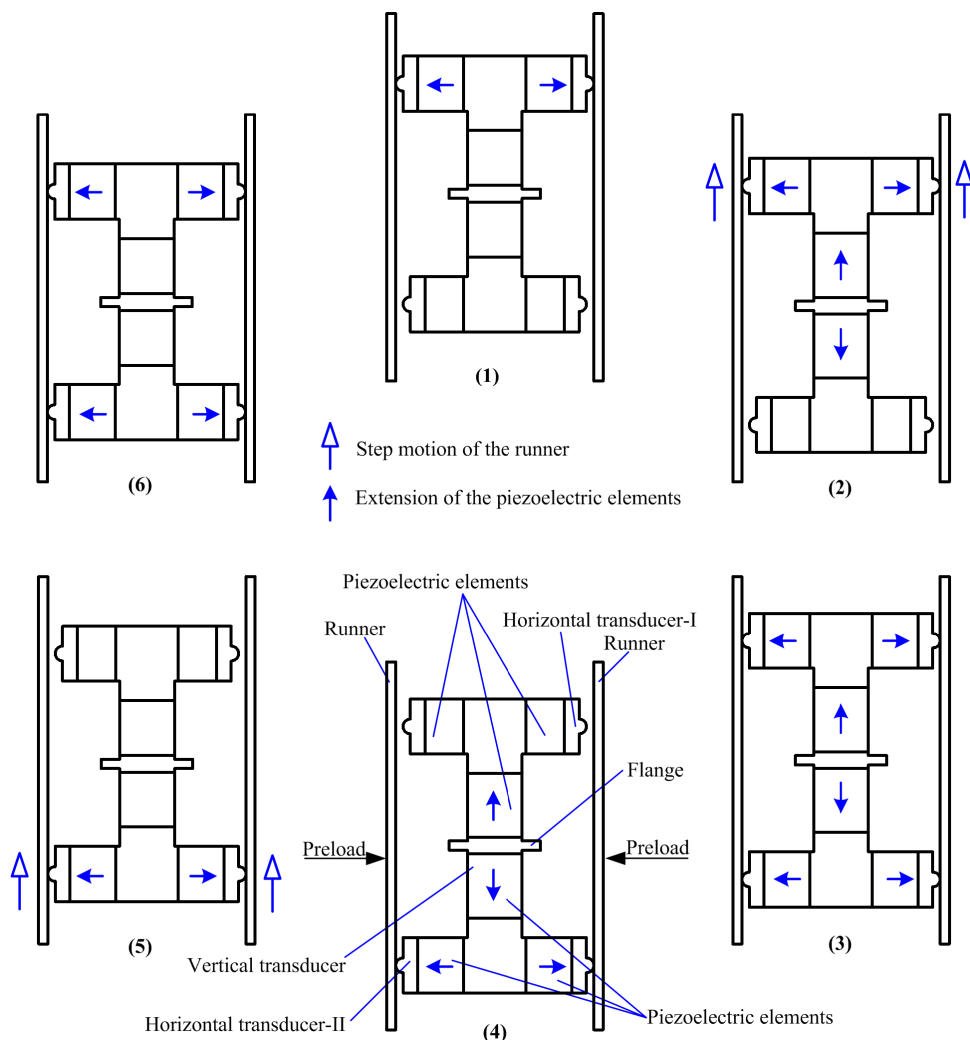 (1)
(6)
(2)
Step motion of the runner
Extension of the piezoelectric elements
Piezoelectric elements
Horizontal transducer-I
Runner
Runner
Flange
Preload
Preload
(5)
(3)
Vertical transducer
Horizontal transducer-II
(4)
Piezoelectric elements